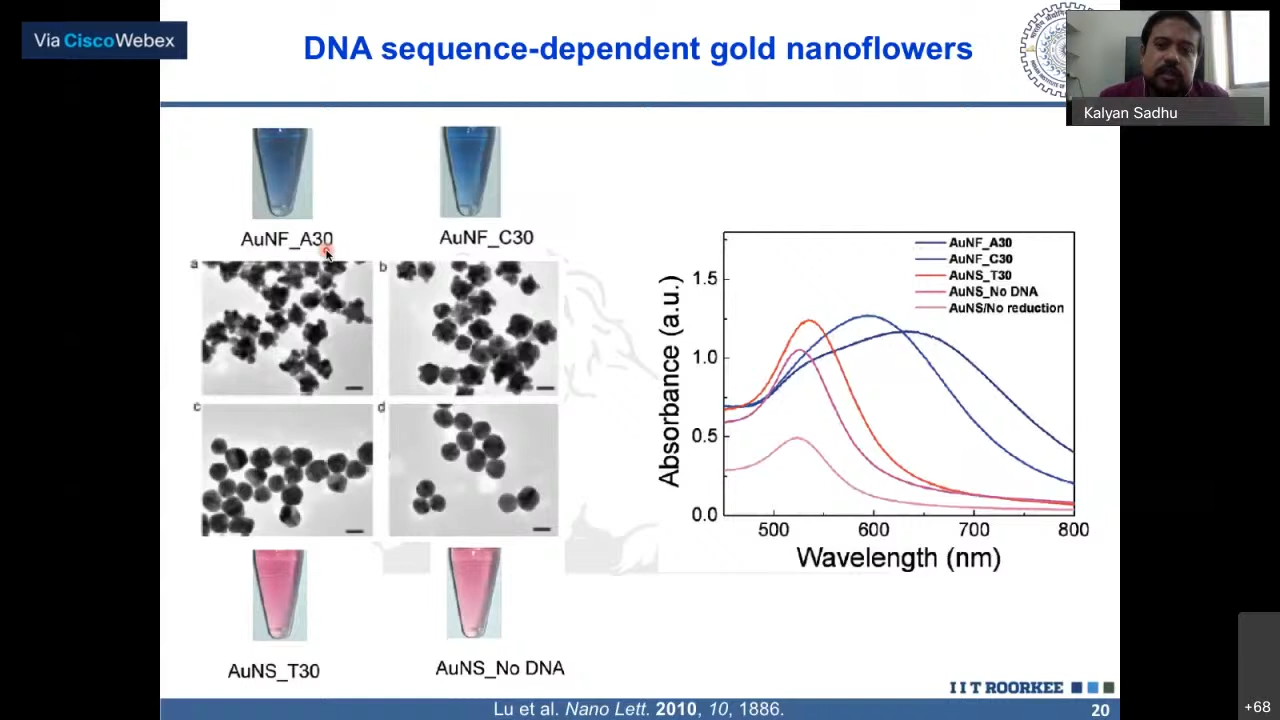 Via CiscoWebex
DNA sequence-dependent gold nanoflowers
Kalyan Sadhu
AuNF_A30
AuNF_C30
a
b
c
d
AuNS_T30
AuNS_No DNA
Absorbance (a.u.)
1.5
1.0
0.5
0.0
AuNF_A30
AuNF_C30
AuNS_T30
AuNS_No DNA
AuNS/No reduction
500 600 700 800
Wavelength (nm)
I I T ROORKEE
Lu et al. Nano Lett. 2010, 10, 1886.
20
+68